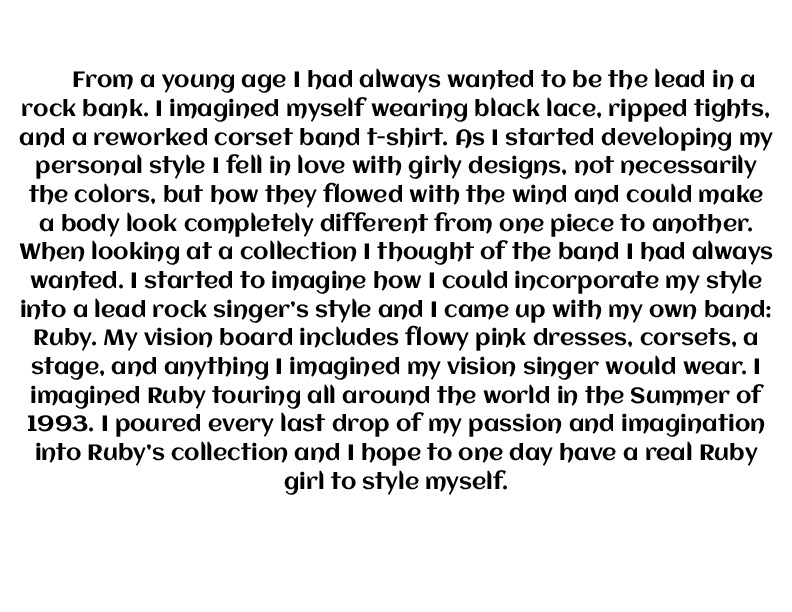 From a young age I had always wanted to be the lead in a
rock bank. I imagined myself wearing black lace, ripped tights,
and a reworked corset band t-shirt. As I started developing my
personal style I fell in love with girly designs, not necessarily
the colors, but how they flowed with the wind and could make
a body look completely different from one piece to another.
When looking at a collection I thought of the band I had always
wanted. I started to imagine how I could incorporate my style
into a lead rock singer's style and I came up with my own band:
Ruby. My vision board includes flowy pink dresses, corsets, a
stage, and anything I imagined my vision singer would wear. I
imagined Ruby touring all around the world in the Summer of
1993. I poured every last drop of my passion and imagination
into Ruby's collection and I hope to one day have a real Ruby
girl to style myself.